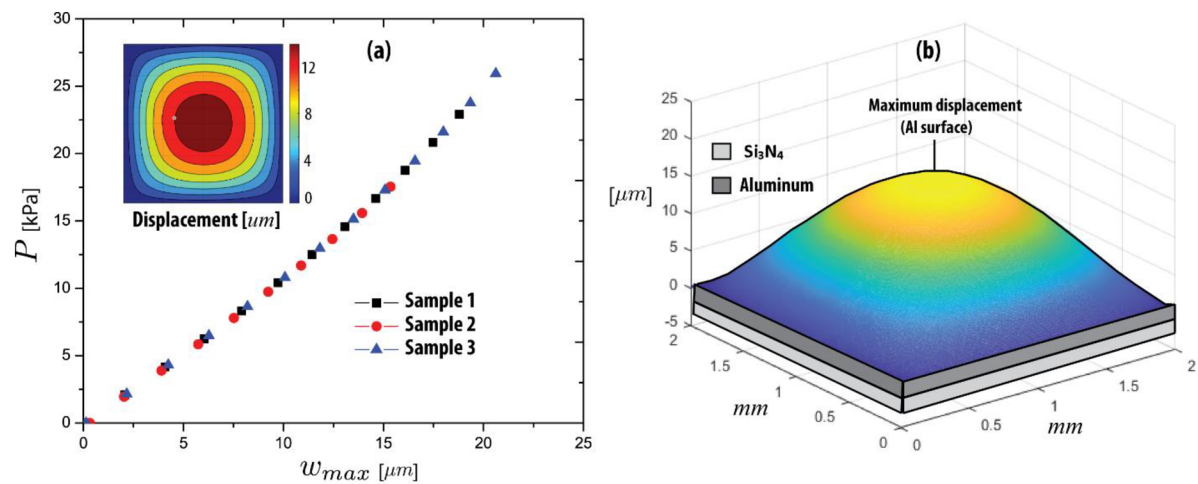 (a)
30
25
20
15
10
5
0
P [kPa]
0 5 10 15 20 25
w_max [μm]
12
8
4
0
Displacement [um]
Sample 1
Sample 2
Sample 3
(b)
Maximum displacement
(Al surface)
Si₃N₄
Aluminum
[μm]
25
20
15
10
5
0
-5
2
1.5
1
0.5
0
mm
0
0.5
1
1.5
2
mm